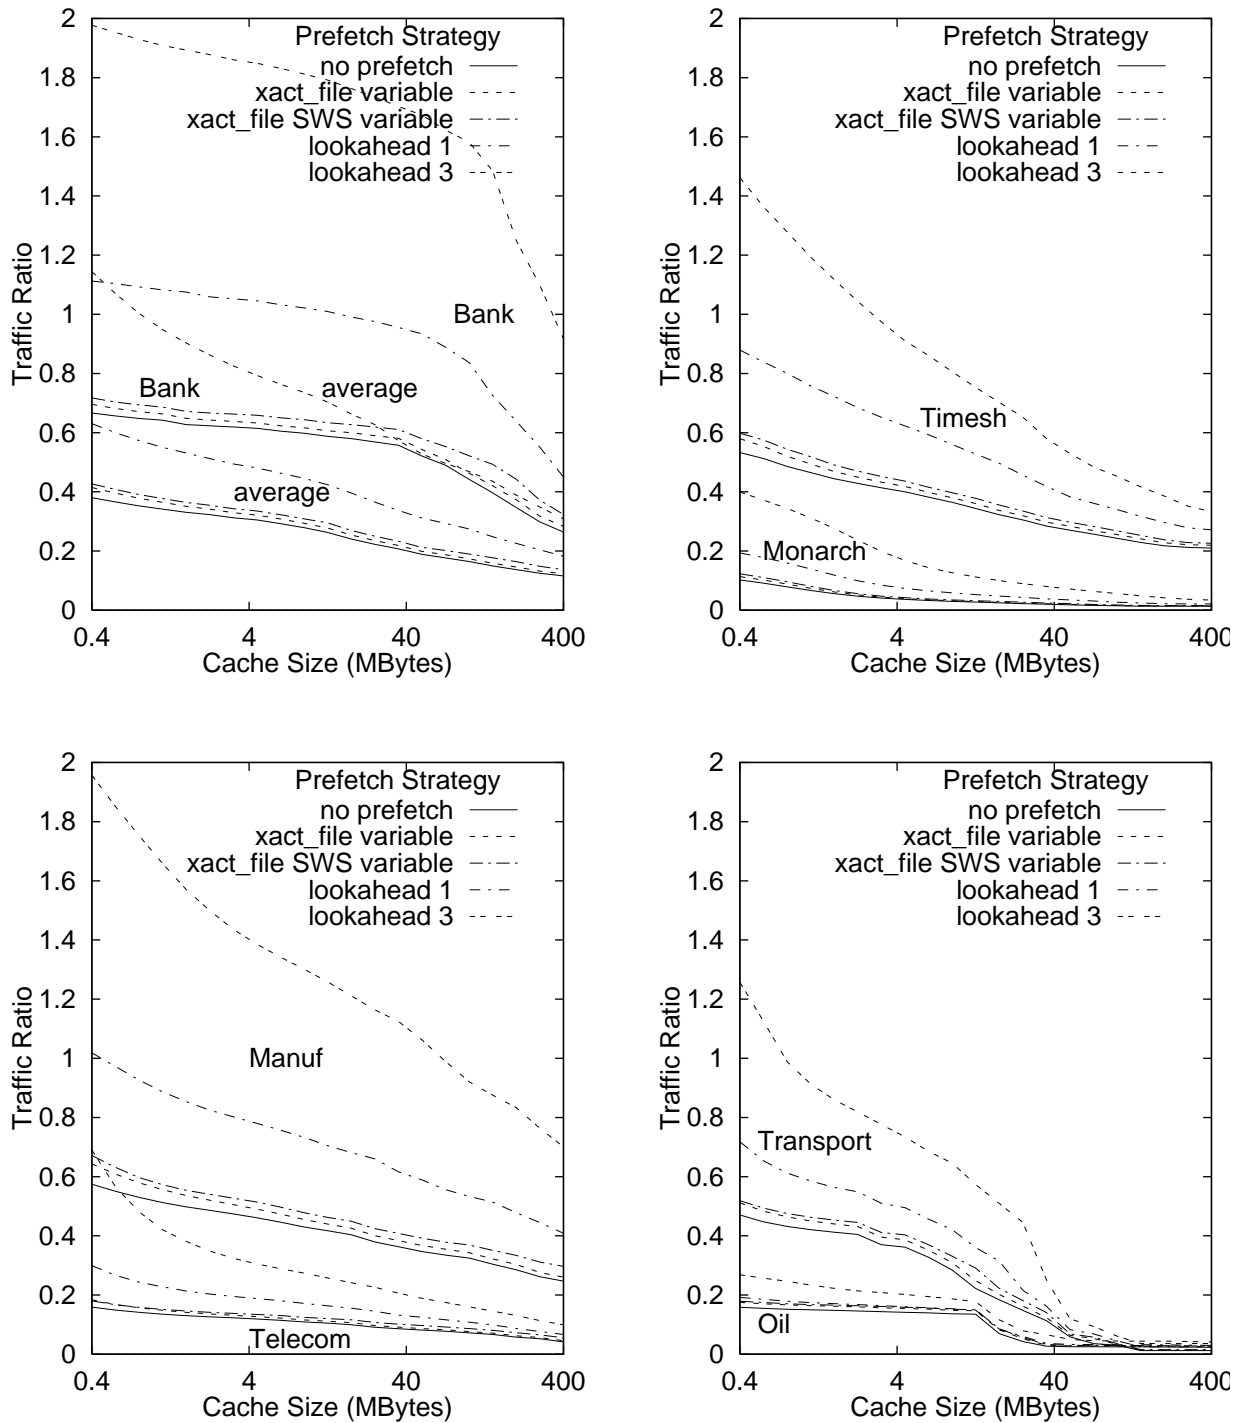 2
1.8
1.6
1.4
1.2
1
0.8
0.6
0.4
0.2
0
Traffic Ratio
Prefetch Strategy
no prefetch
xact_file variable
xact_file SWS variable
lookahead 1
lookahead 3
Bank
Bank
average
average
0.4 4 40 400
Cache Size (MBytes)
2
1.8
1.6
1.4
1.2
1
0.8
0.6
0.4
0.2
0
Traffic Ratio
Prefetch Strategy
no prefetch
xact_file variable
xact_file SWS variable
lookahead 1
lookahead 3
Timesh
Monarch
0.4 4 40 400
Cache Size (MBytes)
2
1.8
1.6
1.4
1.2
1
0.8
0.6
0.4
0.2
0
Traffic Ratio
Prefetch Strategy
no prefetch
xact_file variable
xact_file SWS variable
lookahead 1
lookahead 3
Manuf
Telecom
0.4 4 40 400
Cache Size (MBytes)
2
1.8
1.6
1.4
1.2
1
0.8
0.6
0.4
0.2
0
Traffic Ratio
Prefetch Strategy
no prefetch
xact_file variable
xact_file SWS variable
lookahead 1
lookahead 3
Transport
Oil
0.4 4 40 400
Cache Size (MBytes)